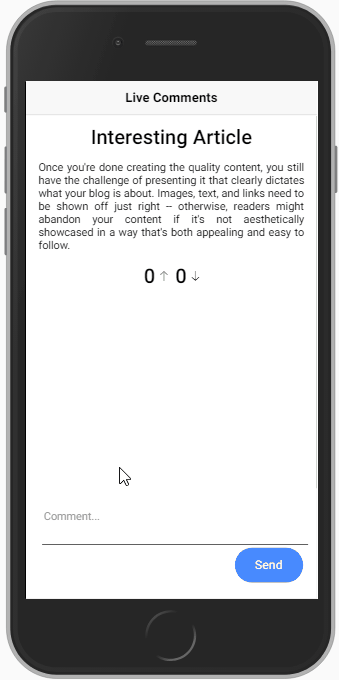 Live Comments
Interesting Article
Once you're done creating the quality content, you still
have the challenge of presenting it that clearly dictates
what your blog is about. Images, text, and links need to
be shown off just right – otherwise, readers might
abandon your content if it's not aesthetically
showcased in a way that's both appealing and easy to
follow.
0 ↑ 0 ↓
Comment...
Send